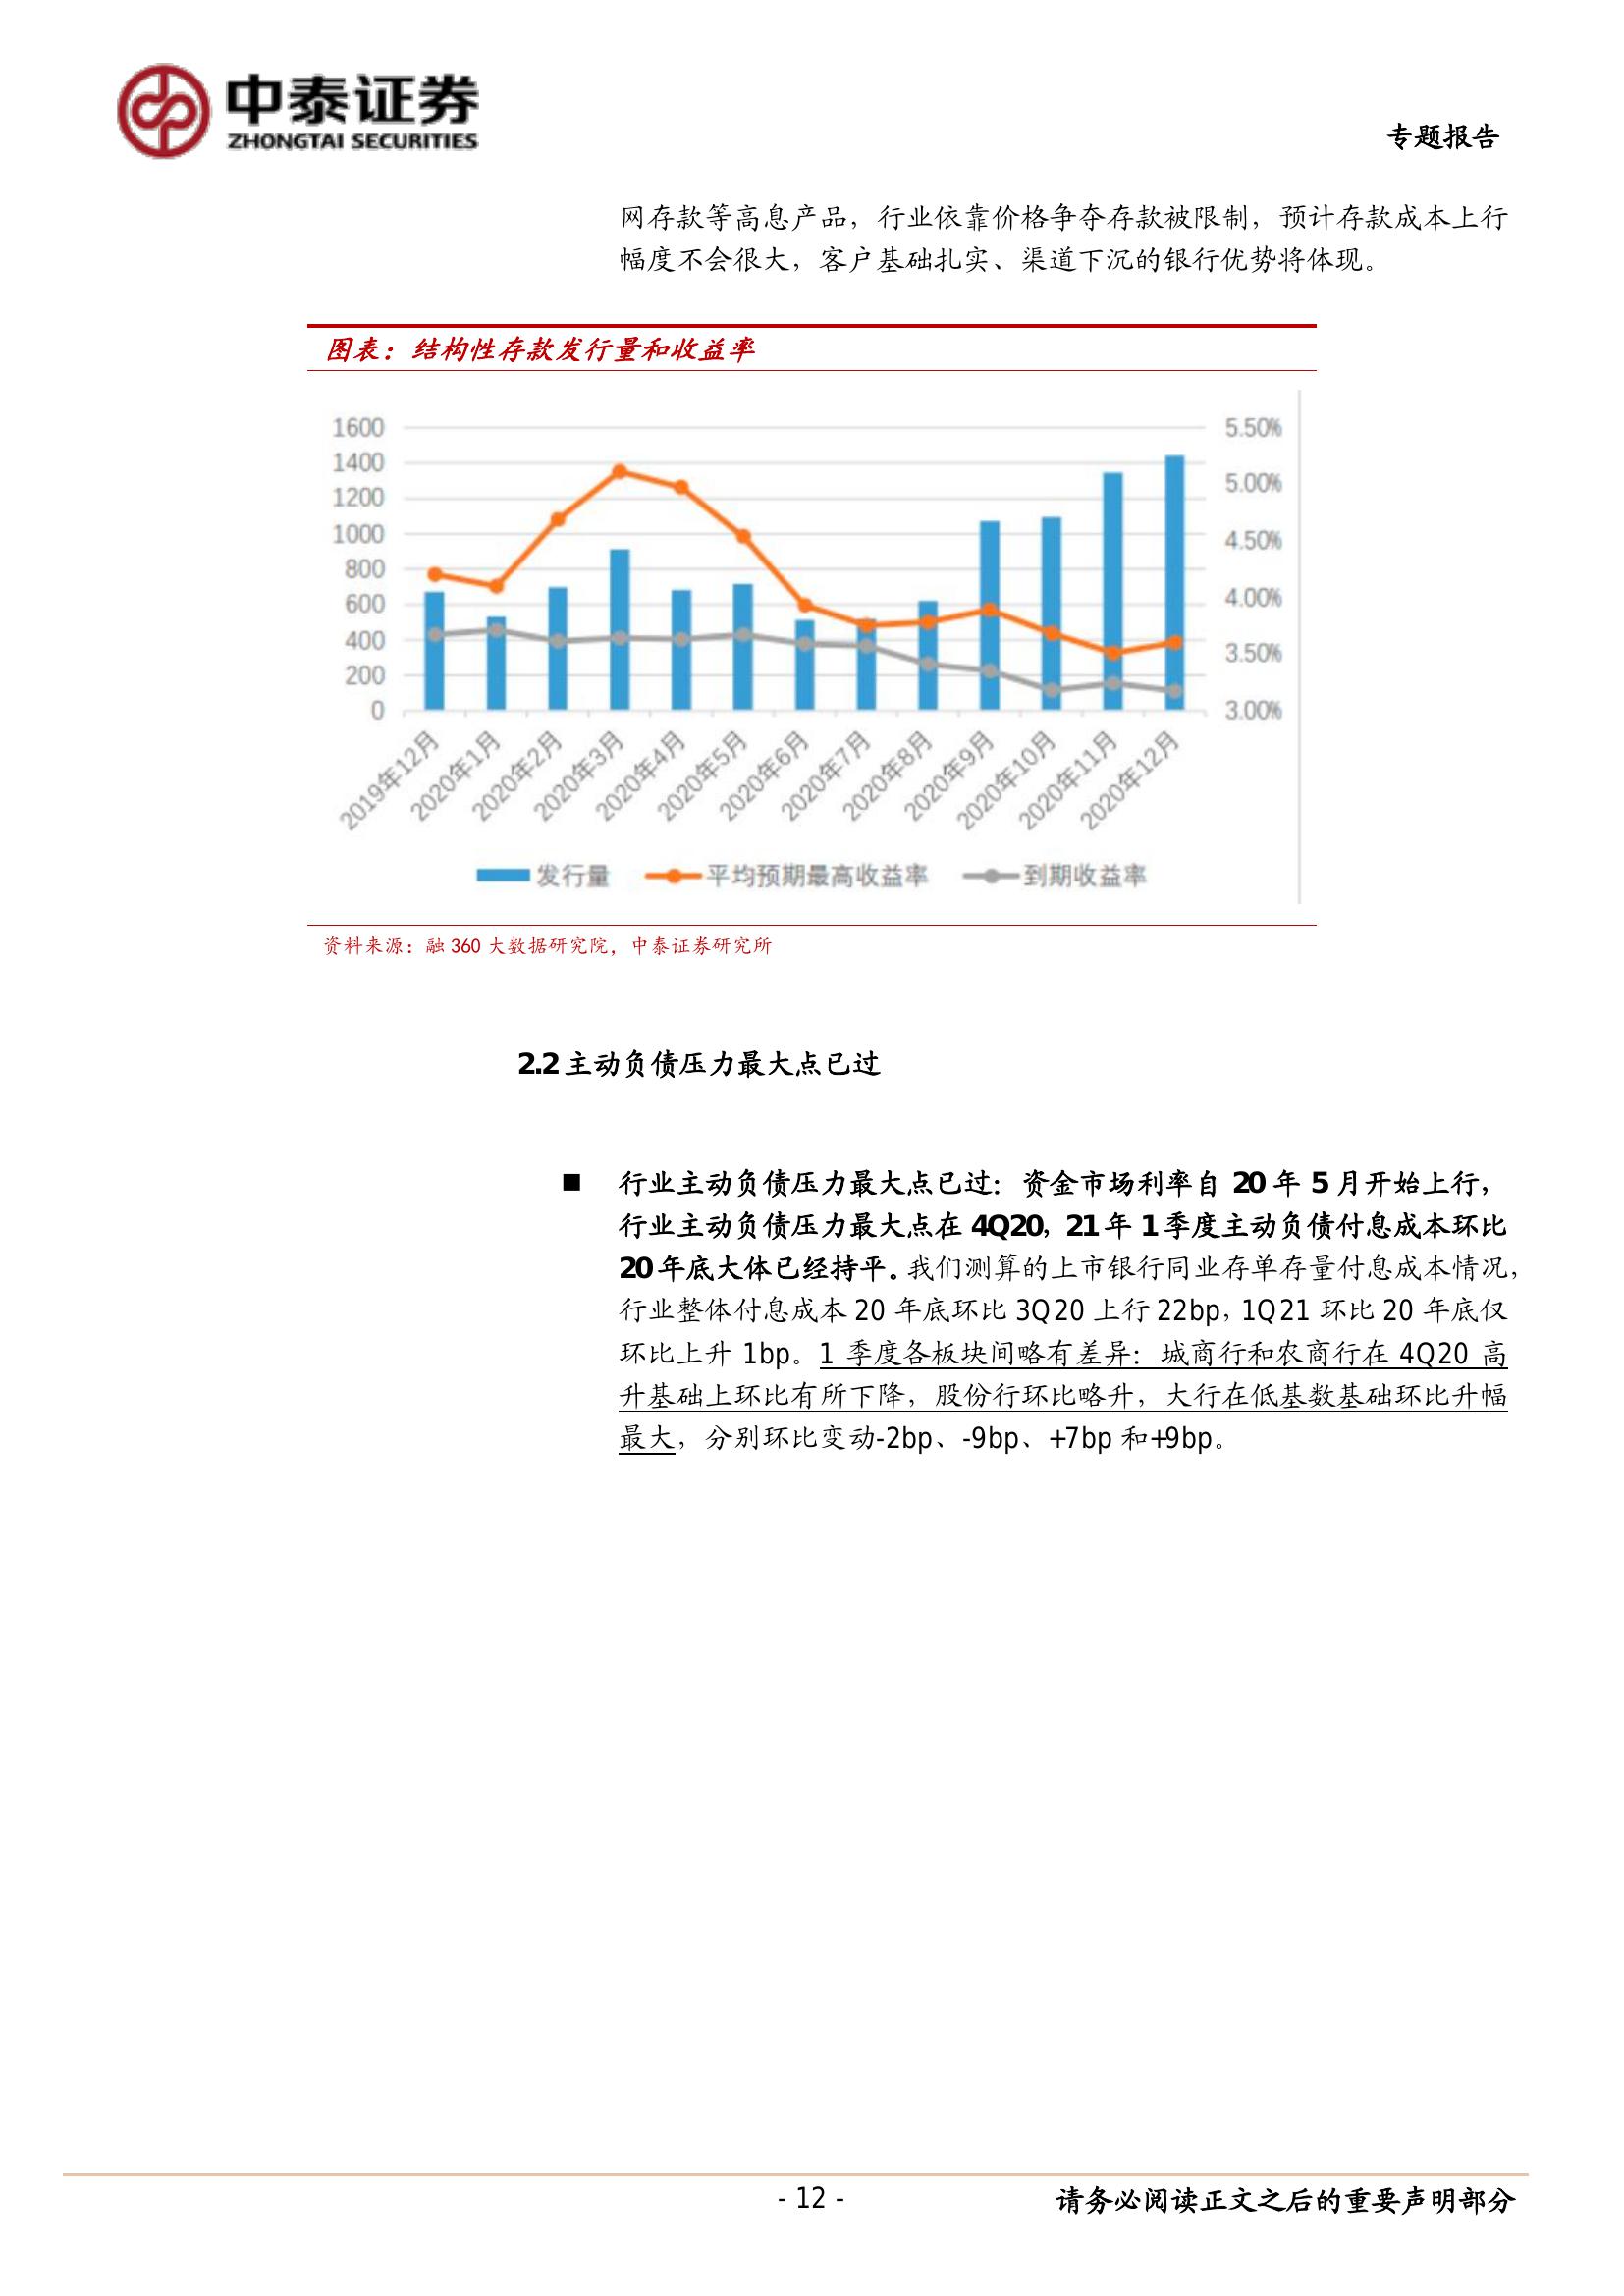 中泰证券
ZHONGTAI SECURITIES
专题报告
网存款等高息产品，行业依靠价格争夺存款被限制，预计存款成本上行
幅度不会很大，客户基础扎实、渠道下沉的银行优势将体现。
图表：结构性存款发行量和收益率
1600
1400
1200
1000
800
600
400
200
0
5.50%
5.00%
4.50%
4.00%
3.50%
3.00%
2019年12月
2020年1月
2020年2月
2020年3月
2020年4月
2020年5月
2020年6月
2020年7月
2020年8月
2020年9月
2020年10月
2020年11月
2020年12月
发行量 平均预期最高收益率 到期收益率
资料来源：融 360 大数据研究院，中泰证券研究所
2.2 主动负债压力最大点已过
■ 行业主动负债压力最大点已过：资金市场利率自 20 年 5 月开始上行，
行业主动负债压力最大点在 4Q20，21 年 1 季度主动负债付息成本环比
20 年底大体已经持平。我们测算的上市银行同业存单存量付息成本情况，
行业整体付息成本 20 年底环比 3Q20 上行 22bp，1Q21 环比 20 年底仅
环比上升 1bp。1 季度各板块间略有差异：城商行和农商行在 4Q20 高
升基础上环比有所下降，股份行环比略升，大行在低基数基础环比升幅
最大，分别环比变动-2bp、-9bp、+7bp 和+9bp。
- 12 -
请务必阅读正文之后的重要声明部分